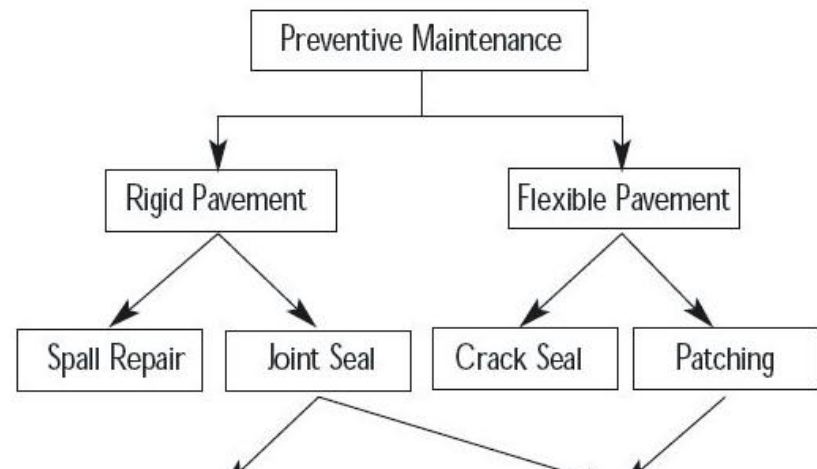 Preventive Maintenance
Rigid Pavement
Flexible Pavement
Spall Repair
Joint Seal
Crack Seal
Patching